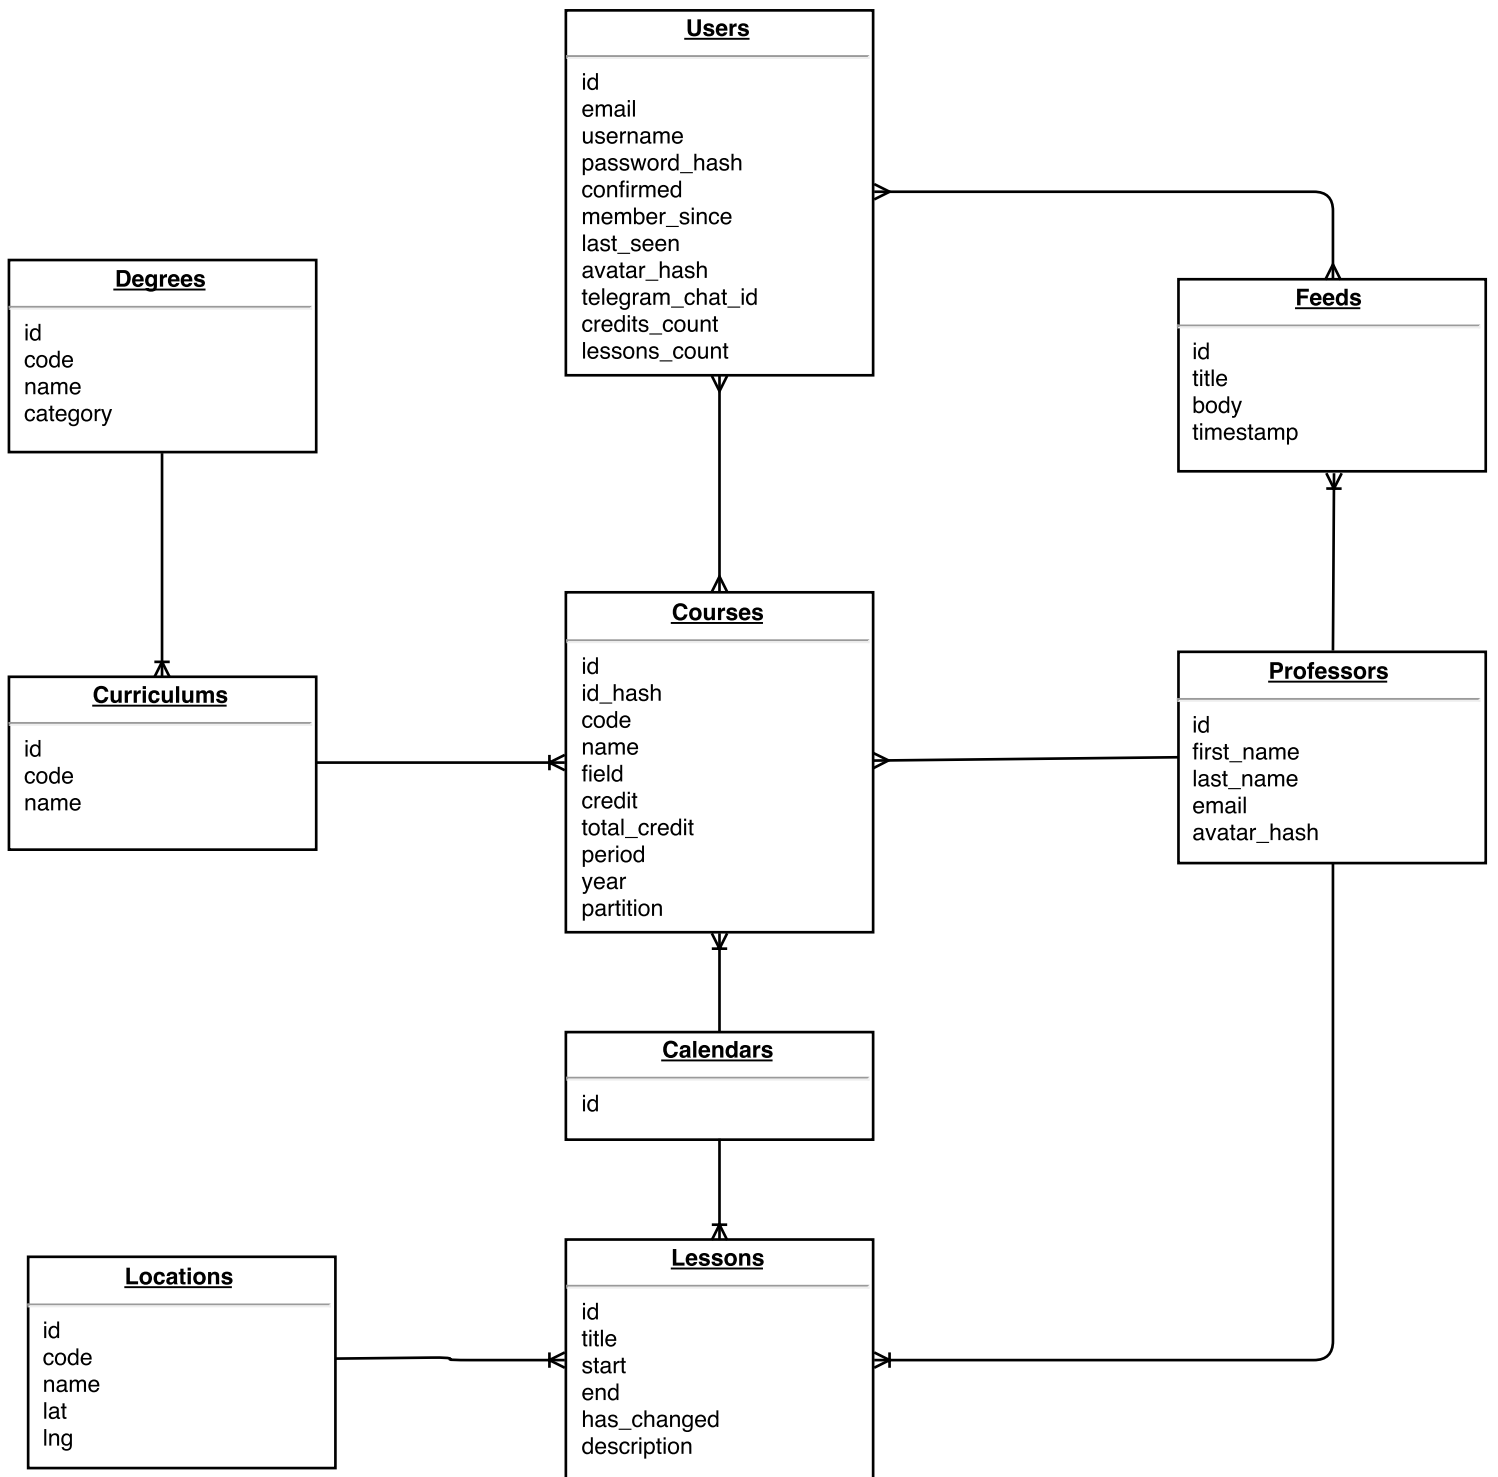 Users
id
email
username
password_hash
confirmed
member_since
last_seen
avatar_hash
telegram_chat_id
credits_count
lessons_count
Degrees
id
code
name
category
Feeds
id
title
body
timestamp
Courses
id
id_hash
code
name
field
credit
total_credit
period
year
partition
Curriculums
id
code
name
Professors
id
first_name
last_name
email
avatar_hash
Calendars
id
Locations
id
code
name
lat
lng
Lessons
id
title
start
end
has_changed
description